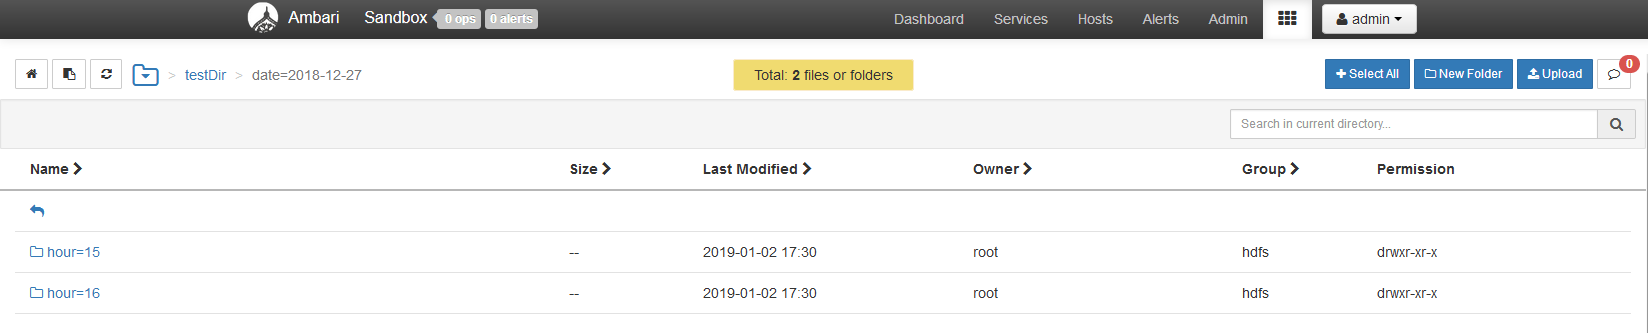 Ambari Sandbox 0 ops 0 alerts Dashboard Services Hosts Alerts Admin admin
> testDir > date=2018-12-27 Total: 2 files or folders Select All New Folder Upload 0
Search in current directory...
Name Size Last Modified Owner Group Permission
hour=15 -- 2019-01-02 17:30 root hdfs drwxr-xr-x
hour=16 -- 2019-01-02 17:30 root hdfs drwxr-xr-x